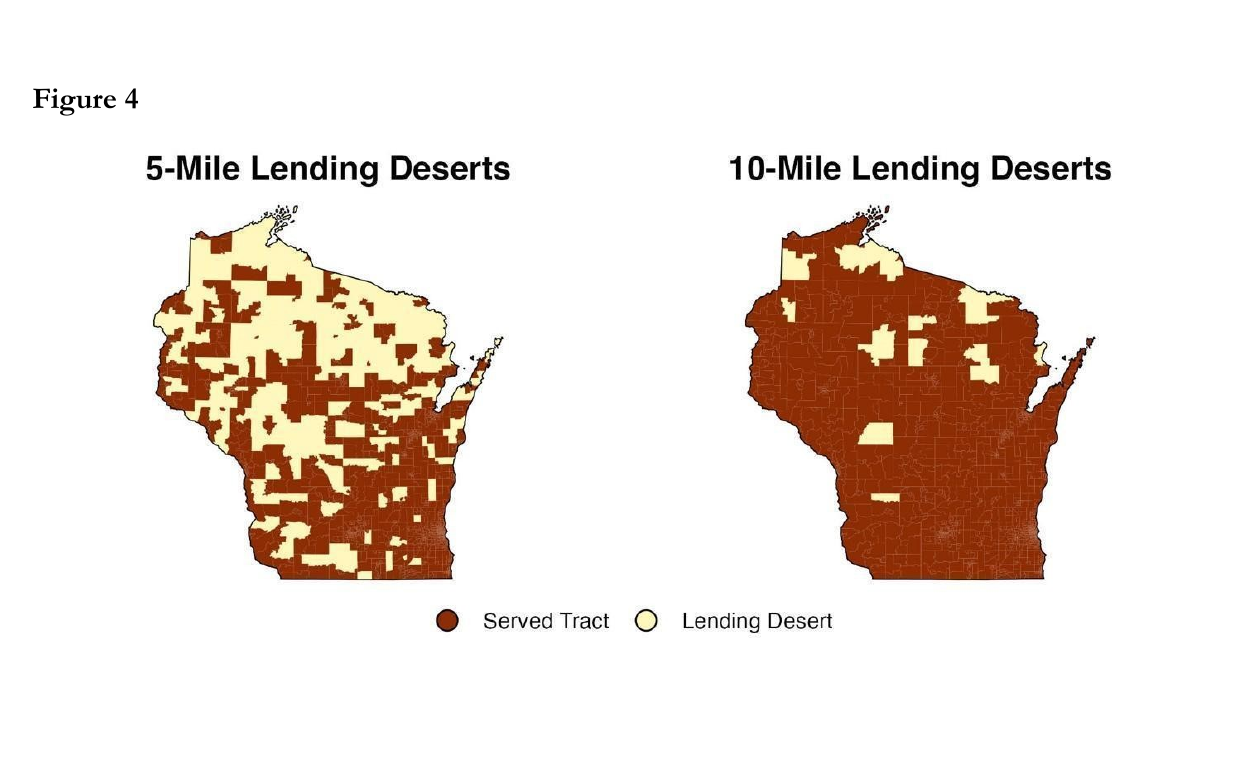 Figure 4
5-Mile Lending Deserts
10-Mile Lending Deserts
Served Tract
Lending Desert